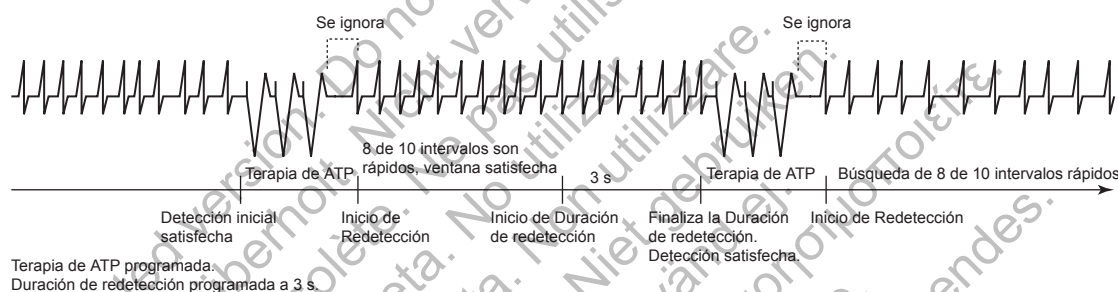 Se ignora
Se ignora
8 de 10 intervalos son
rápidos, ventana satisfecha
Terapia de ATP
3 s
Terapia de ATP
Búsqueda de 8 de 10 intervalos rápidos
Detección inicial
satisfecha
Inicio de
Redetección
Inicio de Duración
de redetección
Finaliza la Duración
de redetección.
Detección satisfecha.
Inicio de Redetección
Terapia de ATP programada.
Duración de redetección programada a 3 s.